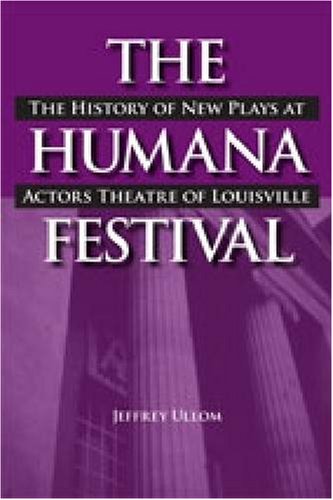 THE
THE HISTORY OF NEW PLAYS AT
HUMANA
ACTORS THEATRE OF LOUISVILLE
FESTIVAL
JEFFREY ULLOM